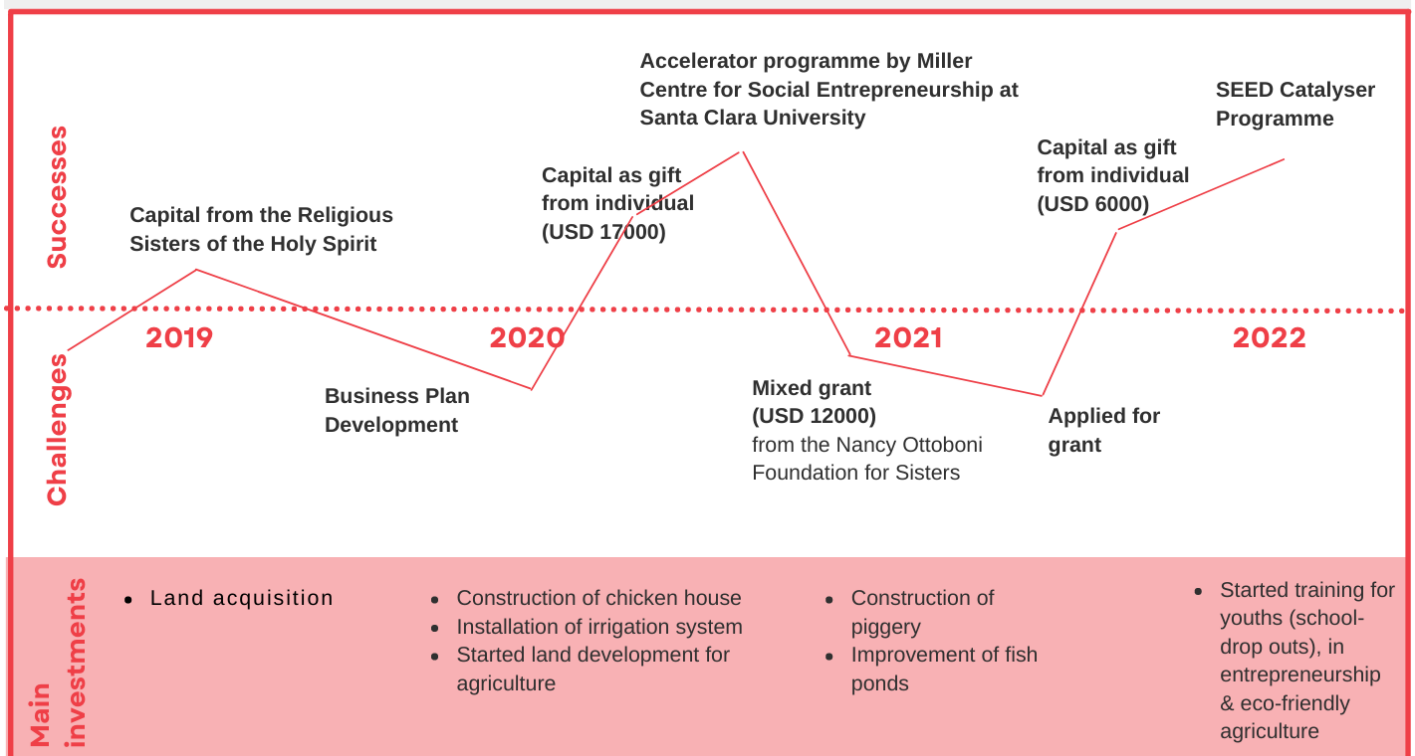 Successes
Accelerator programme by Miller
Centre for Social Entrepreneurship at
Santa Clara University
SEED Catalyser
Programme
Capital as gift
from individual
(USD 6000)
Capital as gift
from individual
(USD 17000)
Capital from the Religious
Sisters of the Holy Spirit
2019
2020
2021
2022
Challenges
Business Plan
Development
Mixed grant
(USD 12000)
from the Nancy Ottoboni
Foundation for Sisters
Applied for
grant
Main
investments
• Land acquisition
• Construction of chicken house
• Installation of irrigation system
• Started land development for
agriculture
• Construction of
piggery
• Improvement of fish
ponds
• Started training for
youths (school-
drop outs), in
entrepreneurship
& eco-friendly
agriculture